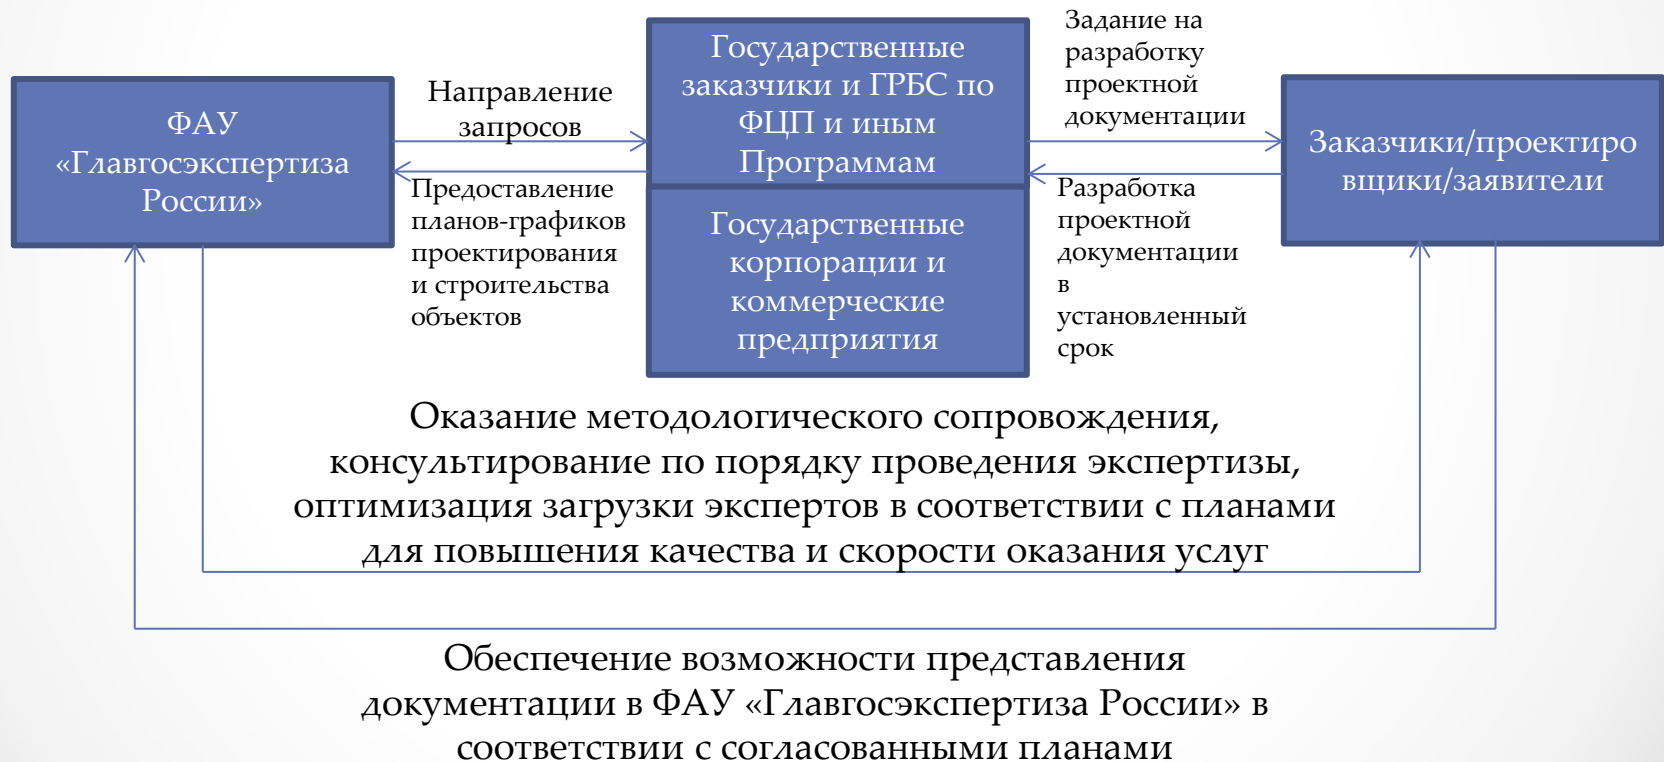 ФАУ
«Главгосэкспертиза
России»
Направление
запросов
Предоставление
планов-графиков
проектирования
и строительства
объектов
Государственные
заказчики и ГРБС по
ФЦП и иным
Программам
Государственные
корпорации и
коммерческие
предприятия
Задание на
разработку
проектной
документации
Разработка
проектной
документации
в
установленный
срок
Заказчики/проектиро
вщики/заявители
Оказание методологического сопровождения,
консультирование по порядку проведения экспертизы,
оптимизация загрузки экспертов в соответствии с планами
для повышения качества и скорости оказания услуг
Обеспечение возможности представления
документации в ФАУ «Главгосэкспертиза России» в
соответствии с согласованными планами